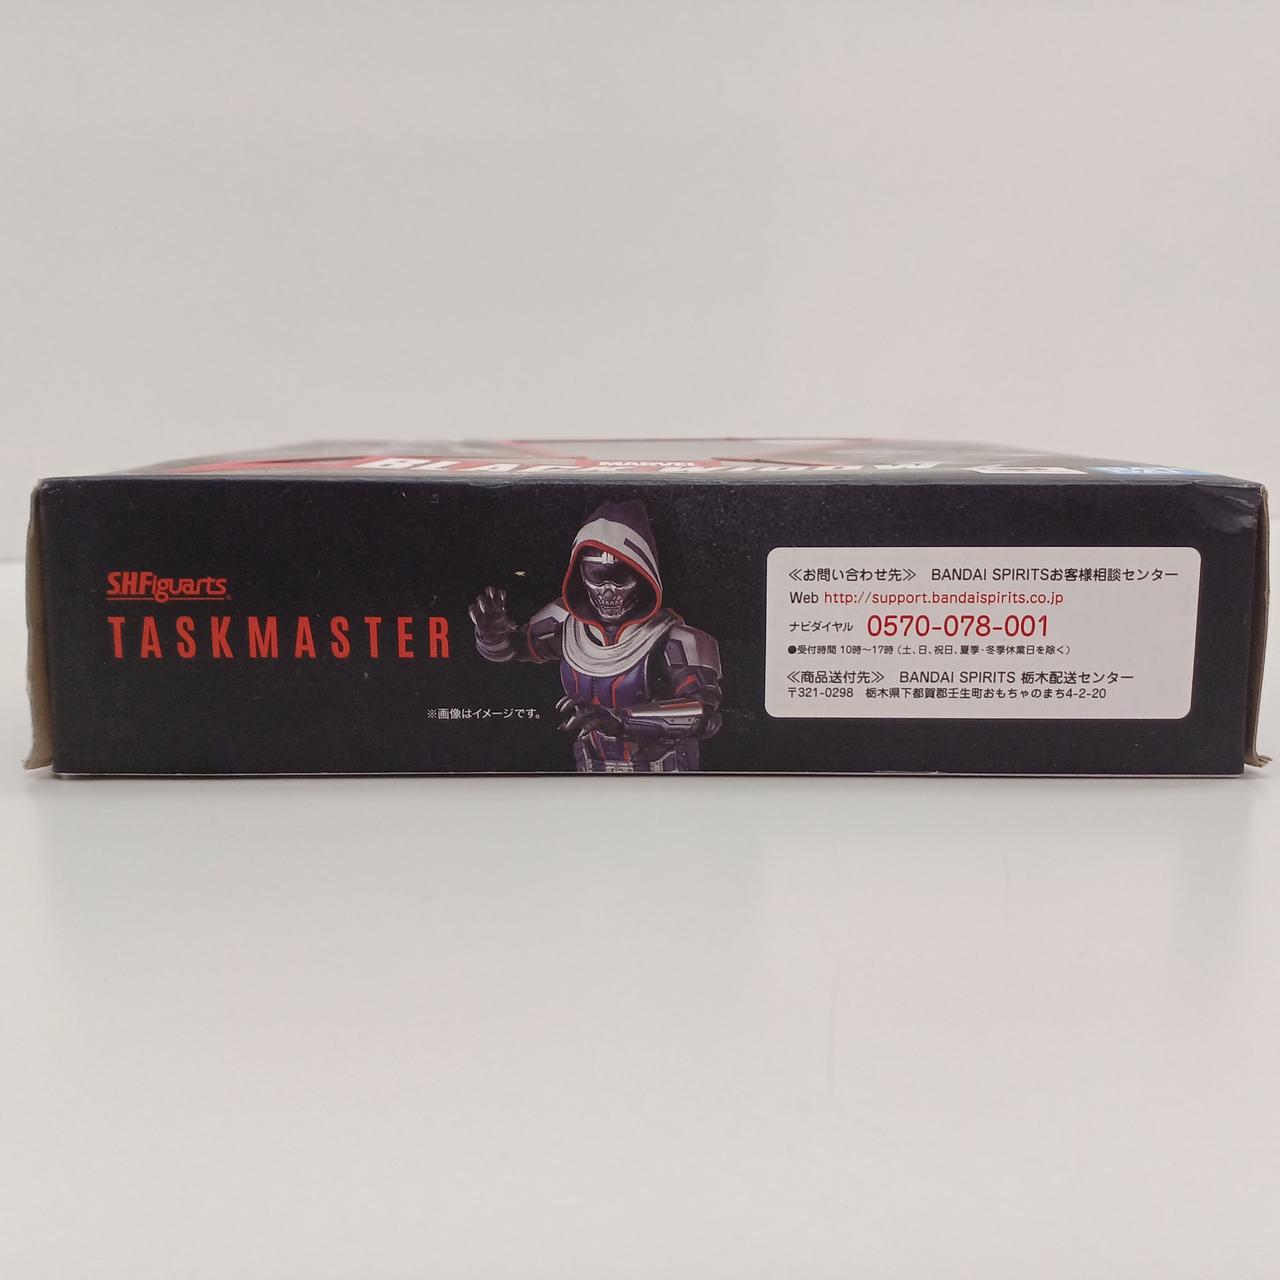 MARVEL
S.H.Figuarts
TASKMASTER
※画像はイメージです。
≪お問い合わせ先≫ BANDAI SPIRITSお客様相談センター
Web http://support.bandaispirits.co.jp
ナビダイヤル 0570-078-001
●受付時間 10時〜17時（土、日、祝日、夏季・冬季休業日を除く）
≪商品送付先≫ BANDAI SPIRITS 栃木配送センター
〒321-0298 栃木県下都賀郡壬生町おもちゃのまち4-2-20